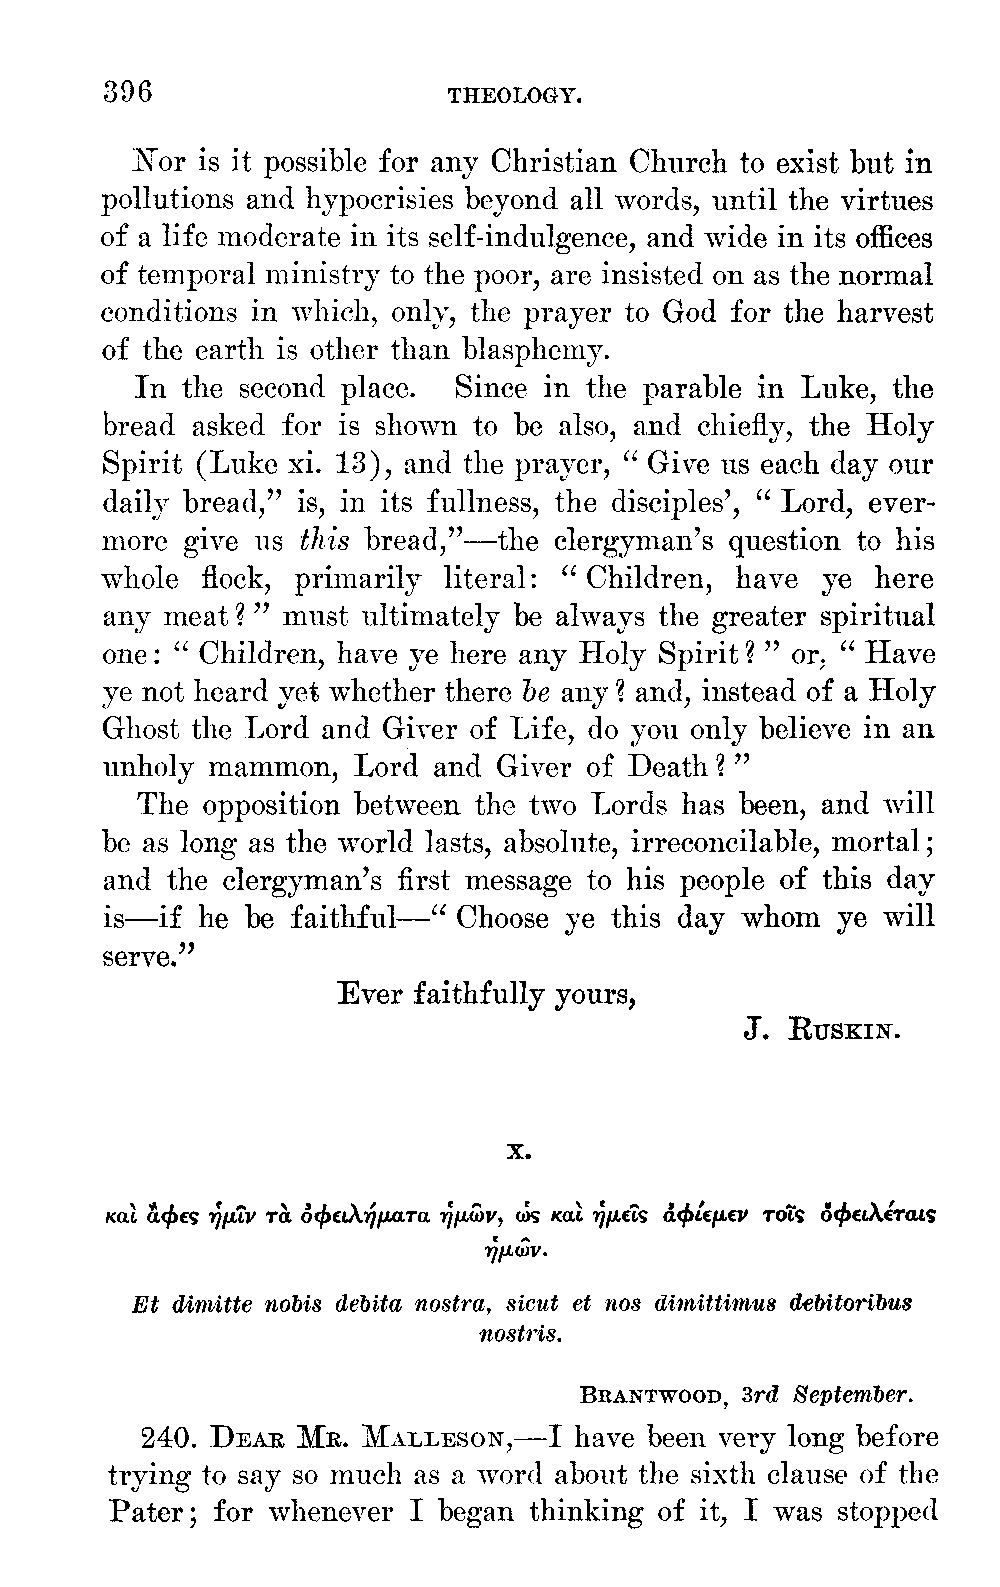 396 THEOLOGY.
Nor is it possible for any Christian Church to exist but in
pollutions and hypocrisies beyond all words, until the virtues
of a life moderate in its self-indulgence, and wide in its offices
of temporal ministry to the poor, are insisted on as the normal
conditions in which, only, the prayer to God for the harvest
of the earth is other than blasphemy.
In the second place. Since in the parable in Luke, the
bread asked for is shown to be also, and chiefly, the Holy
Spirit (Luke xi. 13), and the prayer, “ Give us each day our
daily bread,” is, in its fullness, the disciples’, “ Lord, ever-
more give us this bread,”—the clergyman’s question to his
whole flock, primarily literal: “ Children, have ye here
any meat ? ” must ultimately be always the greater spiritual
one: “ Children, have ye here any Holy Spirit ? ” or, “ Have
ye not heard yet whether there be any ? and, instead of a Holy
Ghost the Lord and Giver of Life, do you only believe in an
unholy mammon, Lord and Giver of Death ? ”
The opposition between the two Lords has been, and will
be as long as the world lasts, absolute, irreconcilable, mortal ;
and the clergyman’s first message to his people of this day
is—if he be faithful—“ Choose ye this day whom ye will
serve.”
Ever faithfully yours,
J. RUSKIN.
X.
καὶ ἄφες ἡμῖν τὰ ὀφειλήματα ἡμῶν, ὡς καὶ ἡμεῖς ἀφίεμεν τοῖς ὀφειλέταις
ἡμῶν.
Et dimitte nobis debita nostra, sicut et nos dimittimus debitoribus
nostris.
BRANTWOOD, 3rd September.
240. DEAR MR. MALLESON,—I have been very long before
trying to say so much as a word about the sixth clause of the
Pater ; for whenever I began thinking of it, I was stopped